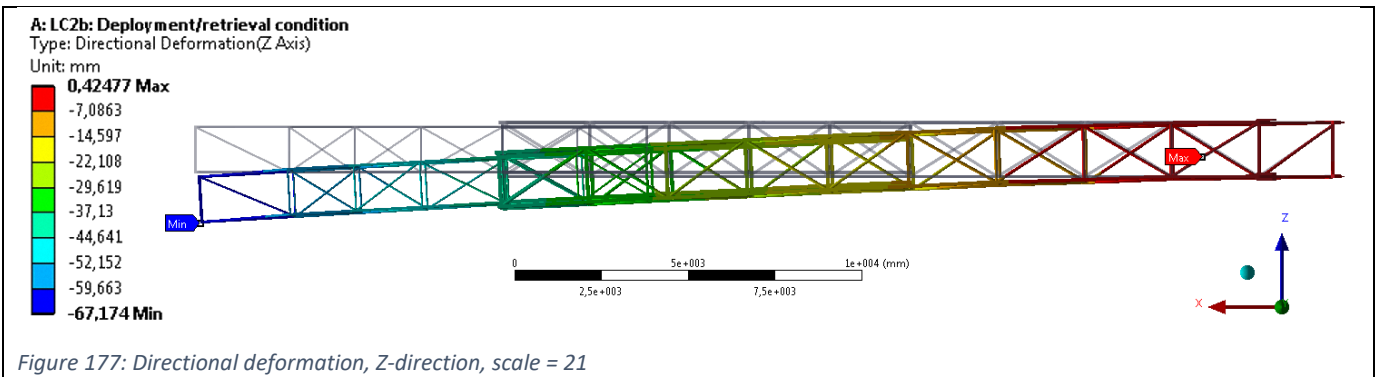 A: LC2b: Deployment/retrieval condition
Type: Directional Deformation(Z Axis)
Unit: mm
0,42477 Max
-7,0863
-14,597
-22,108
-29,619
-37,13
-44,641
-52,152
-59,663
-67,174 Min
Max
Min
0 5e+003 1e+004 (mm)
2,5e+003 7,5e+003
Z
X
Figure 177: Directional deformation, Z-direction, scale = 21